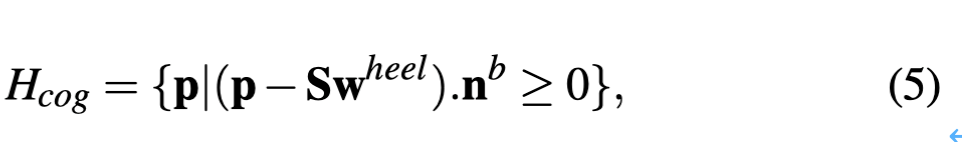 H_{cog} = {𝐩|(𝐩 − 𝐒𝐰^{heel}).𝐧^{b} ≥ 0}, (5)